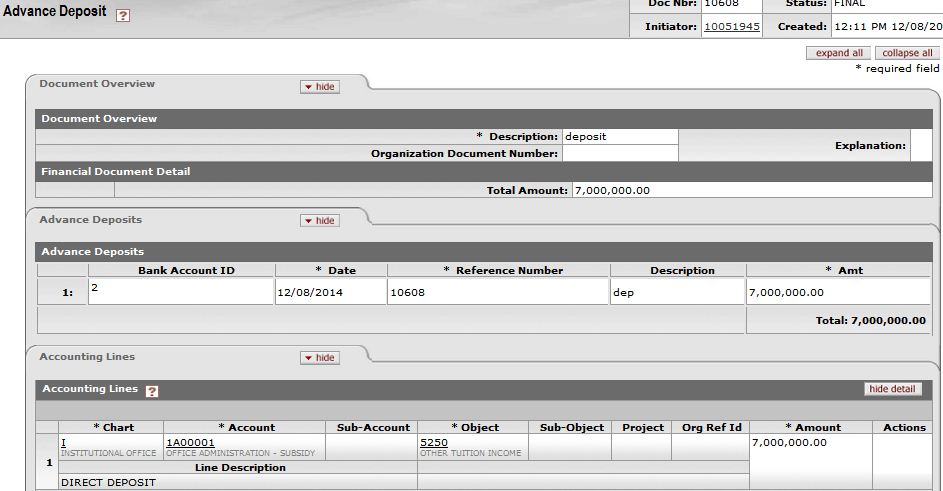 Advance Deposit ?
Doc Nbr: 10608 Status: FINAL
Initiator: 10051945 Created: 12:11 PM 12/08/20
expand all collapse all
* required field
Document Overview hide
Document Overview
* Description: deposit
Explanation:
Organization Document Number:
Financial Document Detail
Total Amount: 7,000,000.00
Advance Deposits hide
Advance Deposits
Bank Account ID * Date * Reference Number Description * Amt
1: 2 12/08/2014 10608 dep 7,000,000.00
Total: 7,000,000.00
Accounting Lines hide
Accounting Lines ? hide detail
* Chart * Account Sub-Account * Object Sub-Object Project Org Ref Id * Amount Actions
1 I 1A00001 5250 7,000,000.00
INSTITUTIONAL OFFICE OFFICE ADMINISTRATION - SUBSIDY OTHER TUITION INCOME
Line Description
DIRECT DEPOSIT